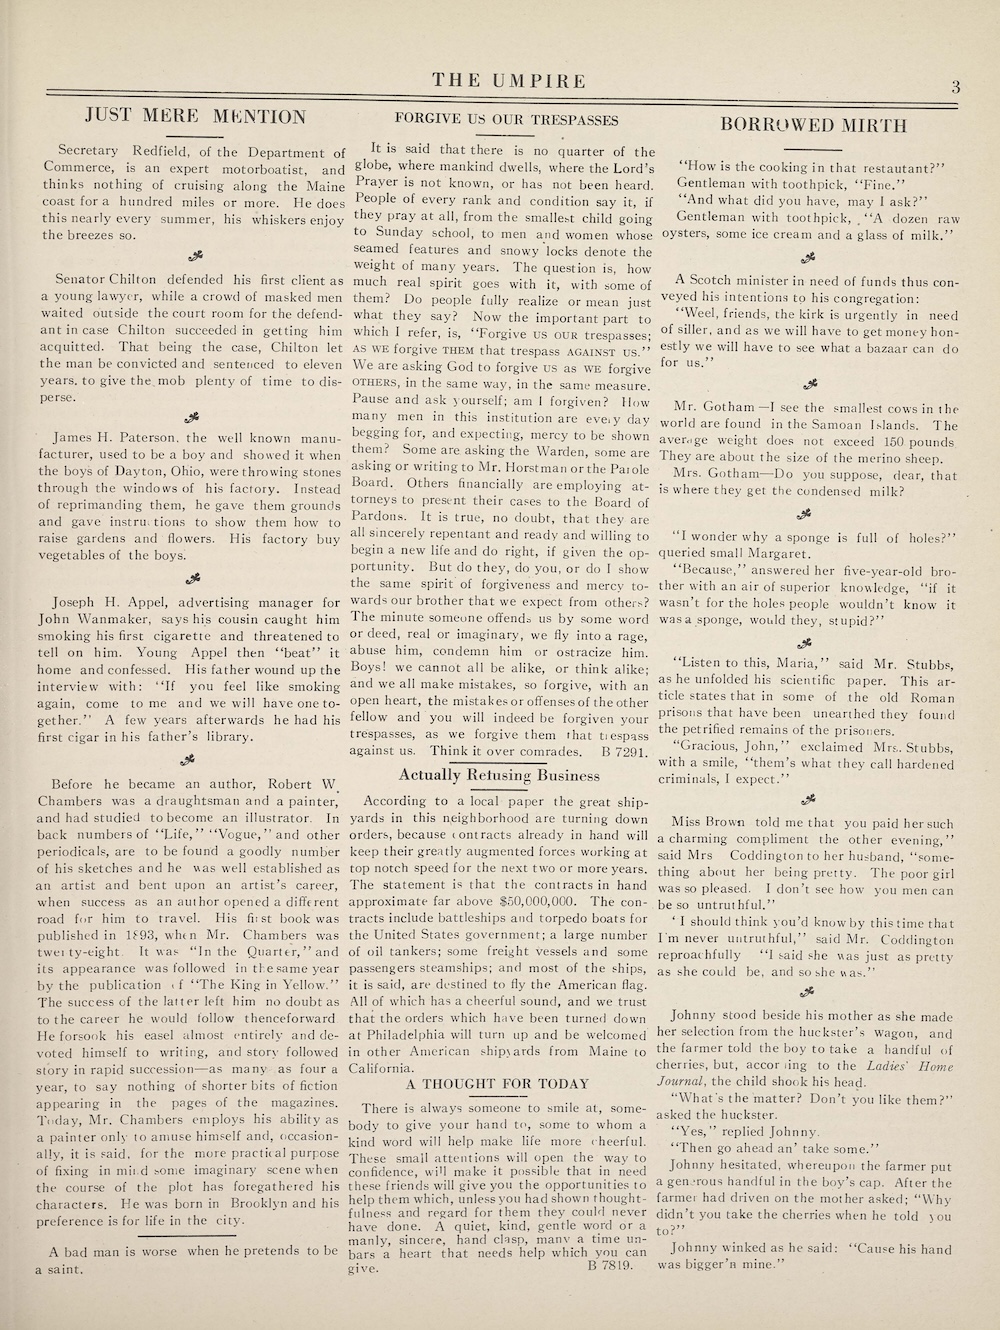 THE UMPIRE
3
JUST MERE MENTION
Secretary Redfield, of the Department of
Commerce, is an expert motorboatist, and
thinks nothing of cruising along the Maine
coast for a hundred miles or more. He does
this nearly every summer, his whiskers enjoy
the breezes so.
Senator Chilton defended his first client as
a young lawyer, while a crowd of masked men
waited outside the court room for the defend-
ant in case Chilton succeeded in getting him
acquitted. That being the case, Chilton let
the man be convicted and sentenced to eleven
years. to give the mob plenty of time to dis-
perse.
James H. Paterson, the well known manu-
facturer, used to be a boy and showed it when
the boys of Dayton, Ohio, were throwing stones
through the windows of his factory. Instead
of reprimanding them, he gave them grounds
and gave instructions to show them how to
raise gardens and flowers. His factory buy
vegetables of the boys.
Joseph H. Appel, advertising manager for
John Wanmaker, says his cousin caught him
smoking his first cigarette and threatened to
tell on him. Young Appel then “beat” it
home and confessed. His father wound up the
interview with: “If you feel like smoking
again, come to me and we will have one to-
gether.” A few years afterwards he had his
first cigar in his father’s library.
Before he became an author, Robert W.
Chambers was a draughtsman and a painter,
and had studied to become an illustrator. In
back numbers of “Life,” “Vogue,” and other
periodicals, are to be found a goodly number
of his sketches and he was well established as
an artist and bent upon an artist’s career,
when success as an author opened a different
road for him to travel. His first book was
published in 1893, when Mr. Chambers was
twenty-eight. It was “In the Quarter,” and
its appearance was followed in the same year
by the publication of “The King in Yellow.”
The success of the latter left him no doubt as
to the career he would follow thenceforward
He forsook his easel almost entirely and de-
voted himself to writing, and story followed
story in rapid succession—as many as four a
year, to say nothing of shorter bits of fiction
appearing in the pages of the magazines.
Today, Mr. Chambers employs his ability as
a painter only to amuse himself and, occasion-
ally, it is said, for the more practical purpose
of fixing in mind some imaginary scene when
the course of the plot has foregathered his
characters. He was born in Brooklyn and his
preference is for life in the city.
A bad man is worse when he pretends to be
a saint.
FORGIVE US OUR TRESPASSES
It is said that there is no quarter of the
globe, where mankind dwells, where the Lord’s
Prayer is not known, or has not been heard.
People of every rank and condition say it, if
they pray at all, from the smallest child going
to Sunday school, to men and women whose
seamed features and snowy locks denote the
weight of many years. The question is, how
much real spirit goes with it, with some of
them? Do people fully realize or mean just
what they say? Now the important part to
which I refer, is, “Forgive US OUR trespasses;
AS WE forgive THEM that trespass AGAINST US.”
We are asking God to forgive US as WE forgive
OTHERS, in the same way, in the same measure.
Pause and ask yourself; am I forgiven? How
many men in this institution are every day
begging for, and expecting, mercy to be shown
them? Some are asking the Warden, some are
asking or writing to Mr. Horstman or the Parole
Board. Others financially are employing at-
torneys to present their cases to the Board of
Pardons. It is true, no doubt, that they are
all sincerely repentant and ready and willing to
begin a new life and do right, if given the op-
portunity. But do they, do you, or do I show
the same spirit of forgiveness and mercy to-
wards our brother that we expect from others?
The minute someone offends us by some word
or deed, real or imaginary, we fly into a rage,
abuse him, condemn him or ostracize him.
Boys! we cannot all be alike, or think alike;
and we all make mistakes, so forgive, with an
open heart, the mistakes or offenses of the other
fellow and you will indeed be forgiven your
trespasses, as we forgive them that trespass
against us. Think it over comrades. B 7291.
Actually Refusing Business
According to a local paper the great ship-
yards in this neighborhood are turning down
orders, because contracts already in hand will
keep their greatly augmented forces working at
top notch speed for the next two or more years.
The statement is that the contracts in hand
approximate far above $50,000,000. The con-
tracts include battleships and torpedo boats for
the United States government; a large number
of oil tankers; some freight vessels and some
passengers steamships; and most of the ships,
it is said, are destined to fly the American flag.
All of which has a cheerful sound, and we trust
that the orders which have been turned down
at Philadelphia will turn up and be welcomed
in other American shipyards from Maine to
California.
A THOUGHT FOR TODAY
There is always someone to smile at, some-
body to give your hand to, some to whom a
kind word will help make life more cheerful.
These small attentions will open the way to
confidence, will make it possible that in need
these friends will give you the opportunities to
help them which, unless you had shown thought-
fulness and regard for them they could never
have done. A quiet, kind, gentle word or a
manly, sincere, hand clasp, many a time un-
bars a heart that needs help which you can
give. B 7819.
BORROWED MIRTH
“How is the cooking in that restautant?”
Gentleman with toothpick, “Fine.”
“And what did you have, may I ask?”
Gentleman with toothpick, “A dozen raw
oysters, some ice cream and a glass of milk.”
A Scotch minister in need of funds thus con-
veyed his intentions to his congregation:
“Weel, friends, the kirk is urgently in need
of siller, and as we will have to get money hon-
estly we will have to see what a bazaar can do
for us.”
Mr. Gotham—I see the smallest cows in the
world are found in the Samoan Islands. The
average weight does not exceed 150 pounds
They are about the size of the merino sheep.
Mrs. Gotham—Do you suppose, dear, that
is where they get the condensed milk?
“I wonder why a sponge is full of holes?”
queried small Margaret.
“Because,” answered her five-year-old bro-
ther with an air of superior knowledge, “if it
wasn’t for the holes people wouldn’t know it
was a sponge, would they, stupid?”
“Listen to this, Maria,” said Mr. Stubbs,
as he unfolded his scientific paper. This ar-
ticle states that in some of the old Roman
prisons that have been unearthed they found
the petrified remains of the prisoners.
“Gracious, John,” exclaimed Mrs. Stubbs,
with a smile, “them’s what they call hardened
criminals, I expect.”
Miss Brown told me that you paid her such
a charming compliment the other evening,”
said Mrs Coddington to her husband, “some-
thing about her being pretty. The poor girl
was so pleased. I don’t see how you men can
be so untruthful.”
‘I should think you’d know by this time that
I’m never untruthful,” said Mr. Coddington
reproachfully “I said she was just as pretty
as she could be, and so she was.”
Johnny stood beside his mother as she made
her selection from the huckster’s wagon, and
the farmer told the boy to take a handful of
cherries, but, according to the Ladies’ Home
Journal, the child shook his head.
“What’s the matter? Don’t you like them?”
asked the huckster.
“Yes,” replied Johnny.
“Then go ahead an’ take some.”
Johnny hesitated, whereupon the farmer put
a generous handful in the boy’s cap. After the
farmer had driven on the mother asked; “Why
didn’t you take the cherries when he told you
to?”
Johnny winked as he said: “Cause his hand
was bigger’n mine.”